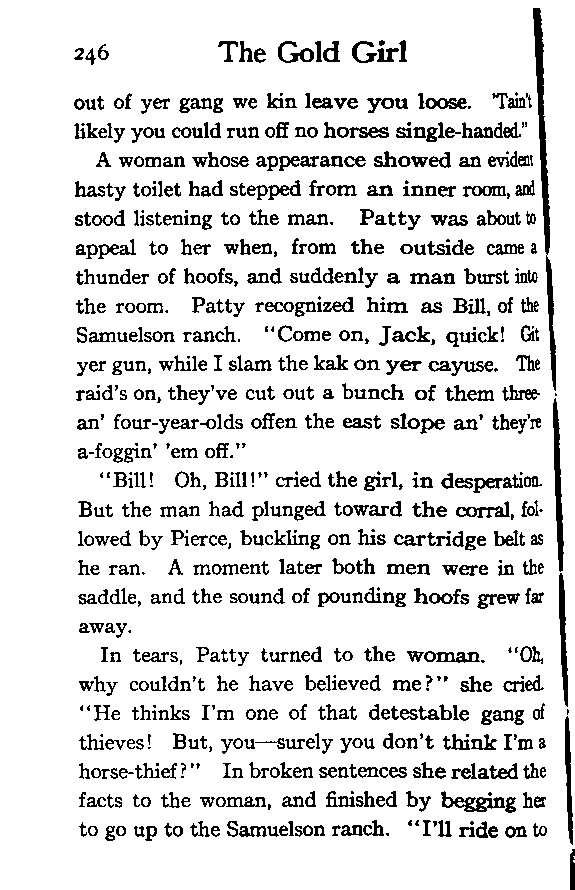 246 The Gold Girl
out of yer gang we kin leave you loose. 'Tain't
likely you could run off no horses single-handed."
A woman whose appearance showed an evident
hasty toilet had stepped from an inner room, and
stood listening to the man. Patty was about to
appeal to her when, from the outside came a
thunder of hoofs, and suddenly a man burst into
the room. Patty recognized him as Bill, of the
Samuelson ranch. "Come on, Jack, quick! Git
yer gun, while I slam the kak on yer cayuse. The
raid's on, they've cut out a bunch of them three-
an' four-year-olds offen the east slope an' they're
a-foggin' 'em off."
"Bill! Oh, Bill!" cried the girl, in desperation.
But the man had plunged toward the corral, fol-
lowed by Pierce, buckling on his cartridge belt as
he ran. A moment later both men were in the
saddle, and the sound of pounding hoofs grew far
away.
In tears, Patty turned to the woman. "Oh,
why couldn't he have believed me?" she cried.
"He thinks I'm one of that detestable gang of
thieves! But, you—surely you don't think I'm a
horse-thief?" In broken sentences she related the
facts to the woman, and finished by begging her
to go up to the Samuelson ranch. "I'll ride on to